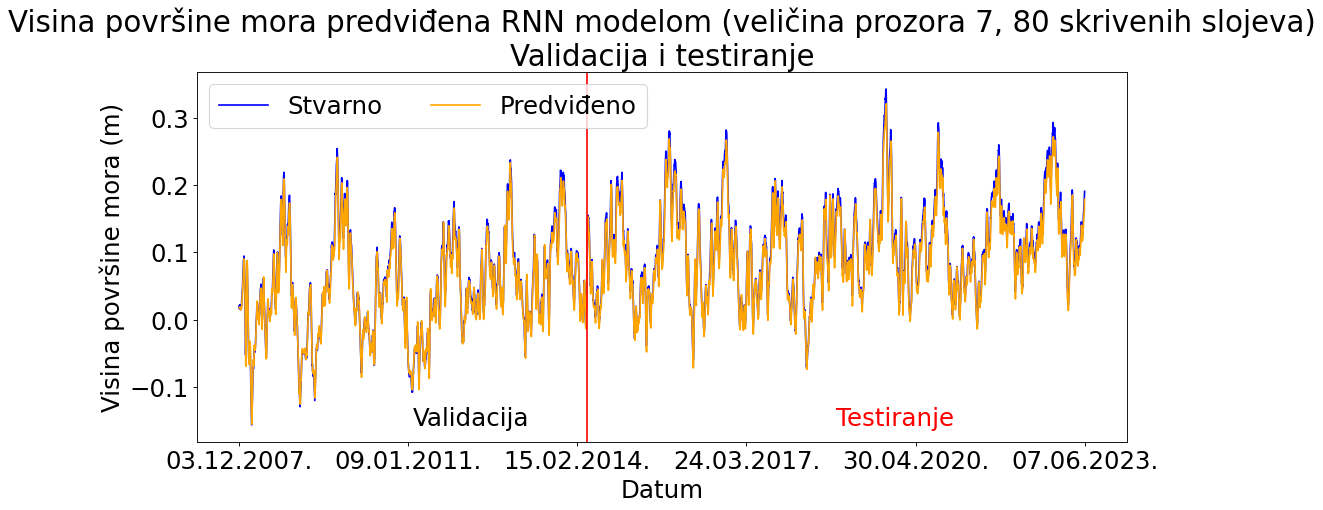 Visina površine mora predviđena RNN modelom (veličina prozora 7, 80 skrivenih slojeva)
Validacija i testiranje
Stvarno Predviđeno
Visina površine mora (m)
0.3
0.2
0.1
0.0
−0.1
Validacija Testiranje
03.12.2007. 09.01.2011. 15.02.2014. 24.03.2017. 30.04.2020. 07.06.2023.
Datum